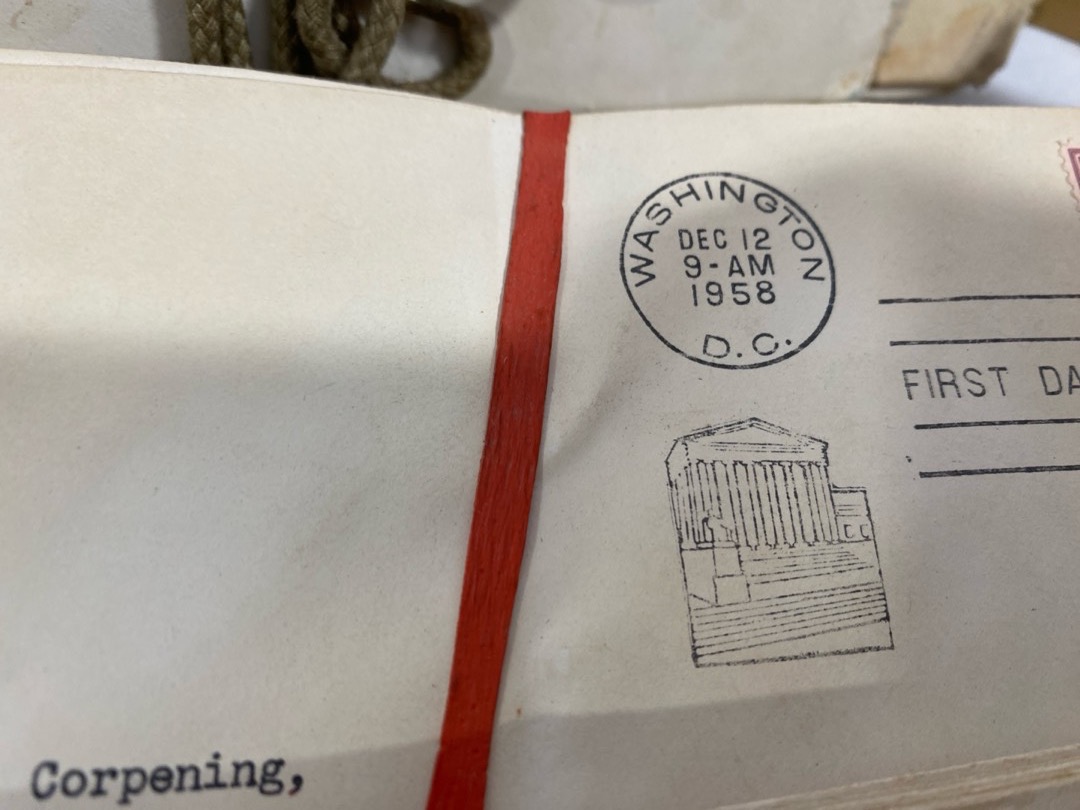 WASHINGTON
DEC 12
9-AM
1958
D.C.
FIRST DA
Corpening,